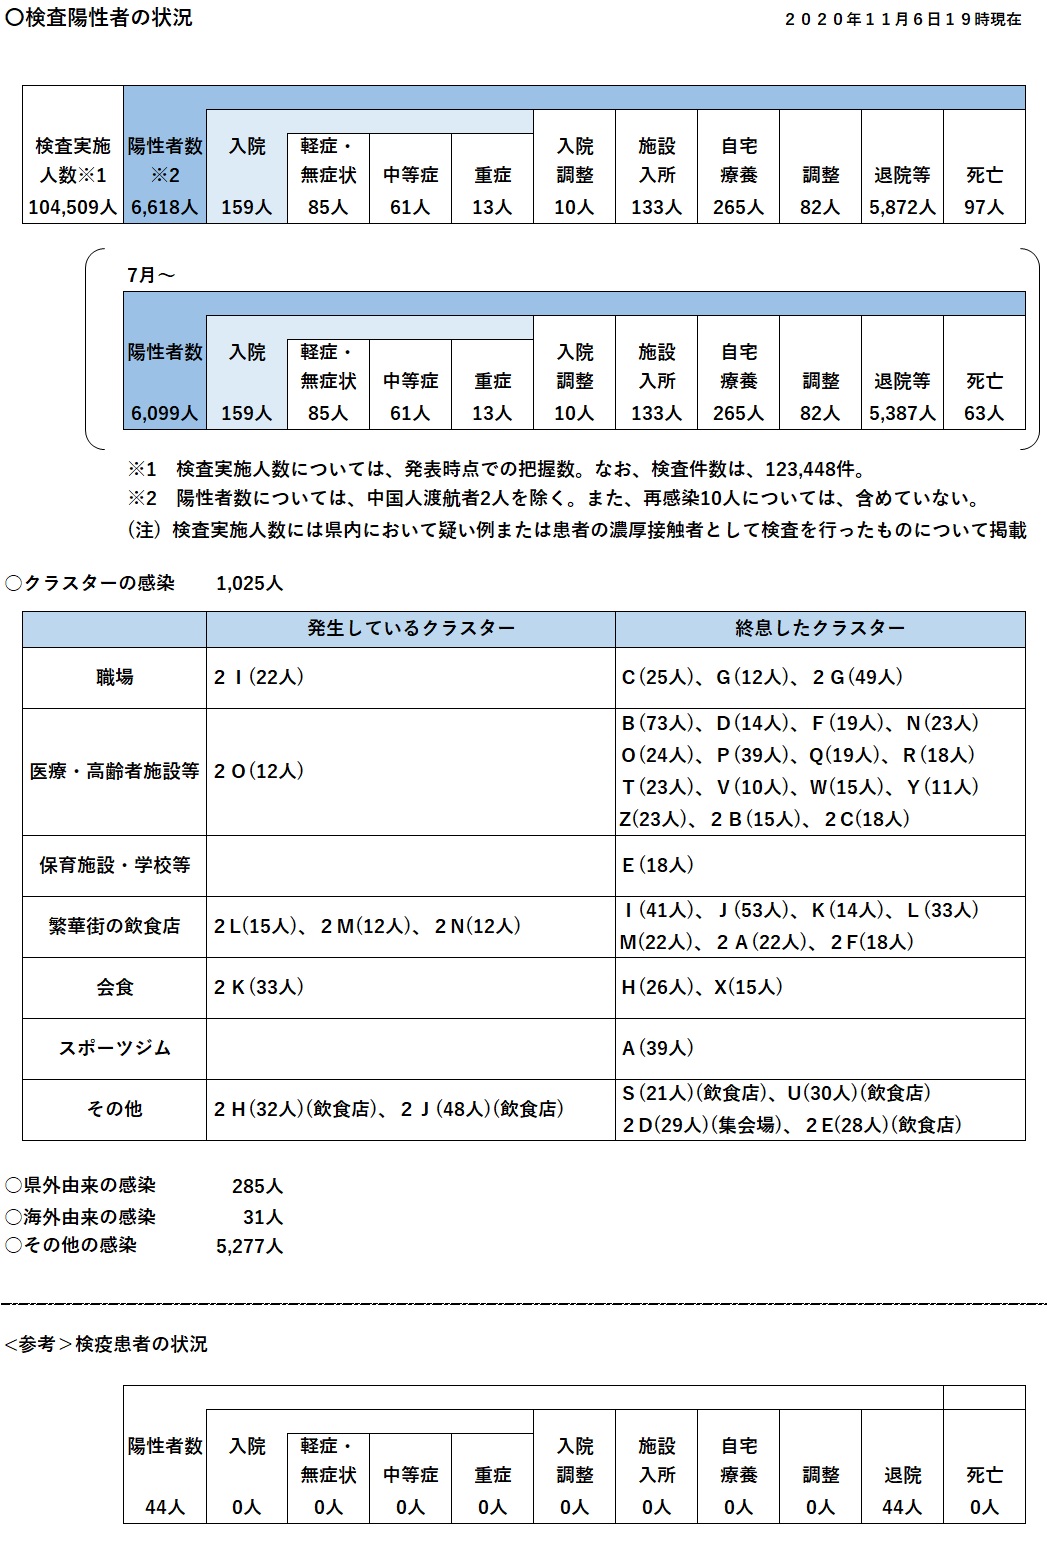 〇検査陽性者の状況
２０２０年１１月６日１９時現在
検査実施 陽性者数 入院 軽症・ 入院 施設 自宅
人数※1 ※2 無症状 中等症 重症 調整 入所 療養 調整 退院等 死亡
104,509人 6,618人 159人 85人 61人 13人 10人 133人 265人 82人 5,872人 97人
7月～
陽性者数 入院 軽症・ 入院 施設 自宅
無症状 中等症 重症 調整 入所 療養 調整 退院等 死亡
6,099人 159人 85人 61人 13人 10人 133人 265人 82人 5,387人 63人
※1　検査実施人数については、発表時点での把握数。なお、検査件数は、123,448件。
※2　陽性者数については、中国人渡航者2人を除く。また、再感染10人については、含めていない。
(注）検査実施人数には県内において疑い例または患者の濃厚接触者として検査を行ったものについて掲載
○クラスターの感染　1,025人
発生しているクラスター 終息したクラスター
職場 ２Ｉ(22人) Ｃ(25人)、Ｇ(12人)、２Ｇ(49人)
医療・高齢者施設等 ２Ｏ(12人) Ｂ(73人)、Ｄ(14人)、Ｆ(19人)、Ｎ(23人)
Ｏ(24人)、Ｐ(39人)、Ｑ(19人)、Ｒ(18人)
Ｔ(23人)、Ｖ(10人)、Ｗ(15人)、Ｙ(11人)
Z(23人)、２Ｂ(15人)、２C(18人)
保育施設・学校等 Ｅ(18人)
繁華街の飲食店 ２L(15人)、２Ｍ(12人)、２Ｎ(12人) Ｉ(41人)、Ｊ(53人)、Ｋ(14人)、Ｌ(33人)
Ｍ(22人)、２Ａ(22人)、２F(18人)
会食 ２Ｋ(33人) Ｈ(26人)、X(15人)
スポーツジム Ａ(39人)
その他 ２Ｈ(32人)(飲食店)、２Ｊ(48人)(飲食店) Ｓ(21人)(飲食店)、U(30人)(飲食店)
２D(29人)(集会場)、２E(28人)(飲食店)
○県外由来の感染　285人
○海外由来の感染　31人
○その他の感染　5,277人
<参考＞検疫患者の状況
陽性者数 入院 軽症・ 入院 施設 自宅
無症状 中等症 重症 調整 入所 療養 調整 退院 死亡
44人 0人 0人 0人 0人 0人 0人 0人 0人 44人 0人